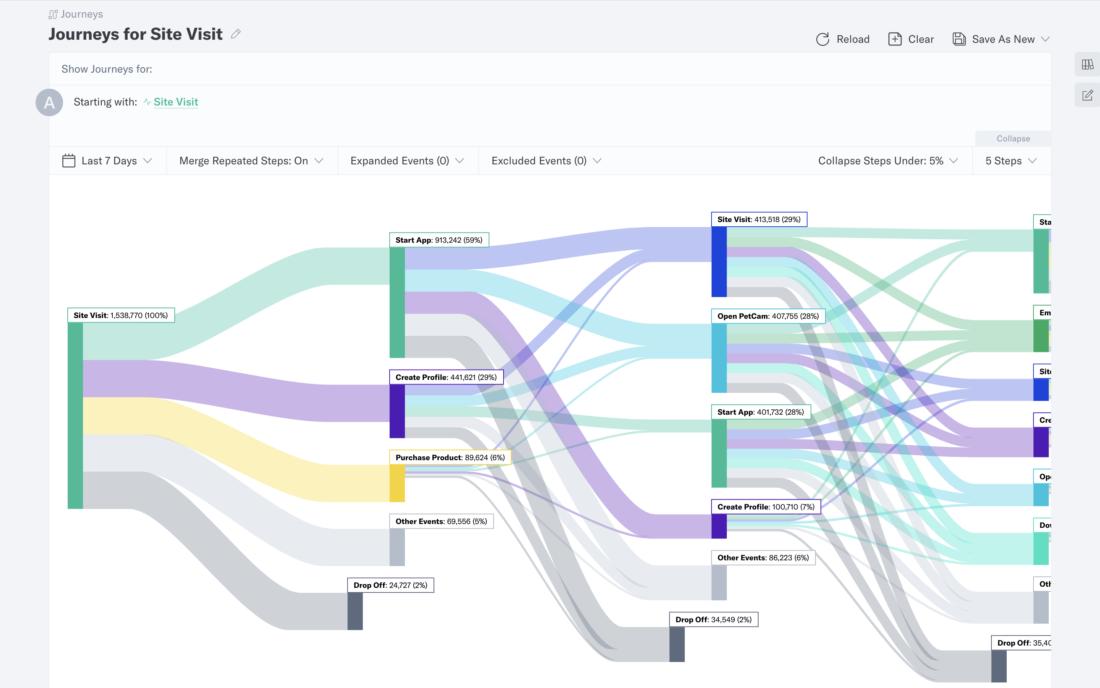 Journeys
Journeys for Site Visit
Reload
Clear
Save As New
Show Journeys for:
A
Starting with: Site Visit
Collapse
Last 7 Days
Merge Repeated Steps: On
Expanded Events (0)
Excluded Events (0)
Collapse Steps Under: 5%
5 Steps
Site Visit: 1,538,770 (100%)
Start App: 913,242 (59%)
Create Profile: 441,621 (29%)
Purchase Product: 89,624 (6%)
Other Events: 69,556 (5%)
Drop Off: 24,727 (2%)
Site Visit: 413,518 (29%)
Open PetCam: 407,755 (28%)
Start App: 401,732 (28%)
Create Profile: 100,710 (7%)
Other Events: 86,223 (6%)
Drop Off: 34,549 (2%)
Sta
Em
Site
Cre
Ope
Dov
Oth
Drop Off: 35,40